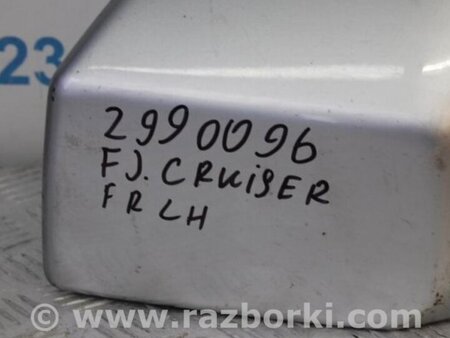 23
2990096
FJ. CRUISER
FR LH
www.razborki.com